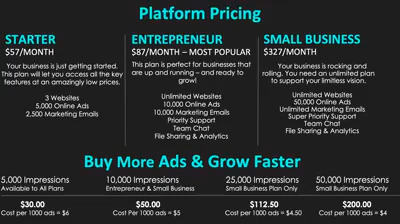 Platform Pricing
STARTER
$57/MONTH
Your business is just getting started.
This plan will let you access all the key
features at an amazingly low prices.
3 Websites
5,000 Online Ads
2,500 Marketing Emails
ENTREPRENEUR
$87/MONTH – MOST POPULAR
This plan is perfect for businesses that
are up and running – and ready to
grow!
Unlimited Websites
10,000 Online Ads
10,000 Marketing Emails
Priority Support
Team Chat
File Sharing & Analytics
SMALL BUSINESS
$327/MONTH
Your business is rocking and
rolling. You need an unlimited plan
to support your limitless vision.
Unlimited Websites
50,000 Online Ads
Unlimited Marketing Emails
Super Priority Support
Team Chat
File Sharing & Analytics
Buy More Ads & Grow Faster
5,000 Impressions
Available to All Plans
$30.00
Cost per 1000 ads = $6
10,000 Impressions
Entrepreneur & Small Business
$50.00
Cost Per 1000 ads = $5
25,000 Impressions
Small Business Plan Only
$112.50
Cost per 1000 ads = $4.50
50,000 Impressions
Small Business Plan Only
$200.00
Cost per 1000 ads = $4